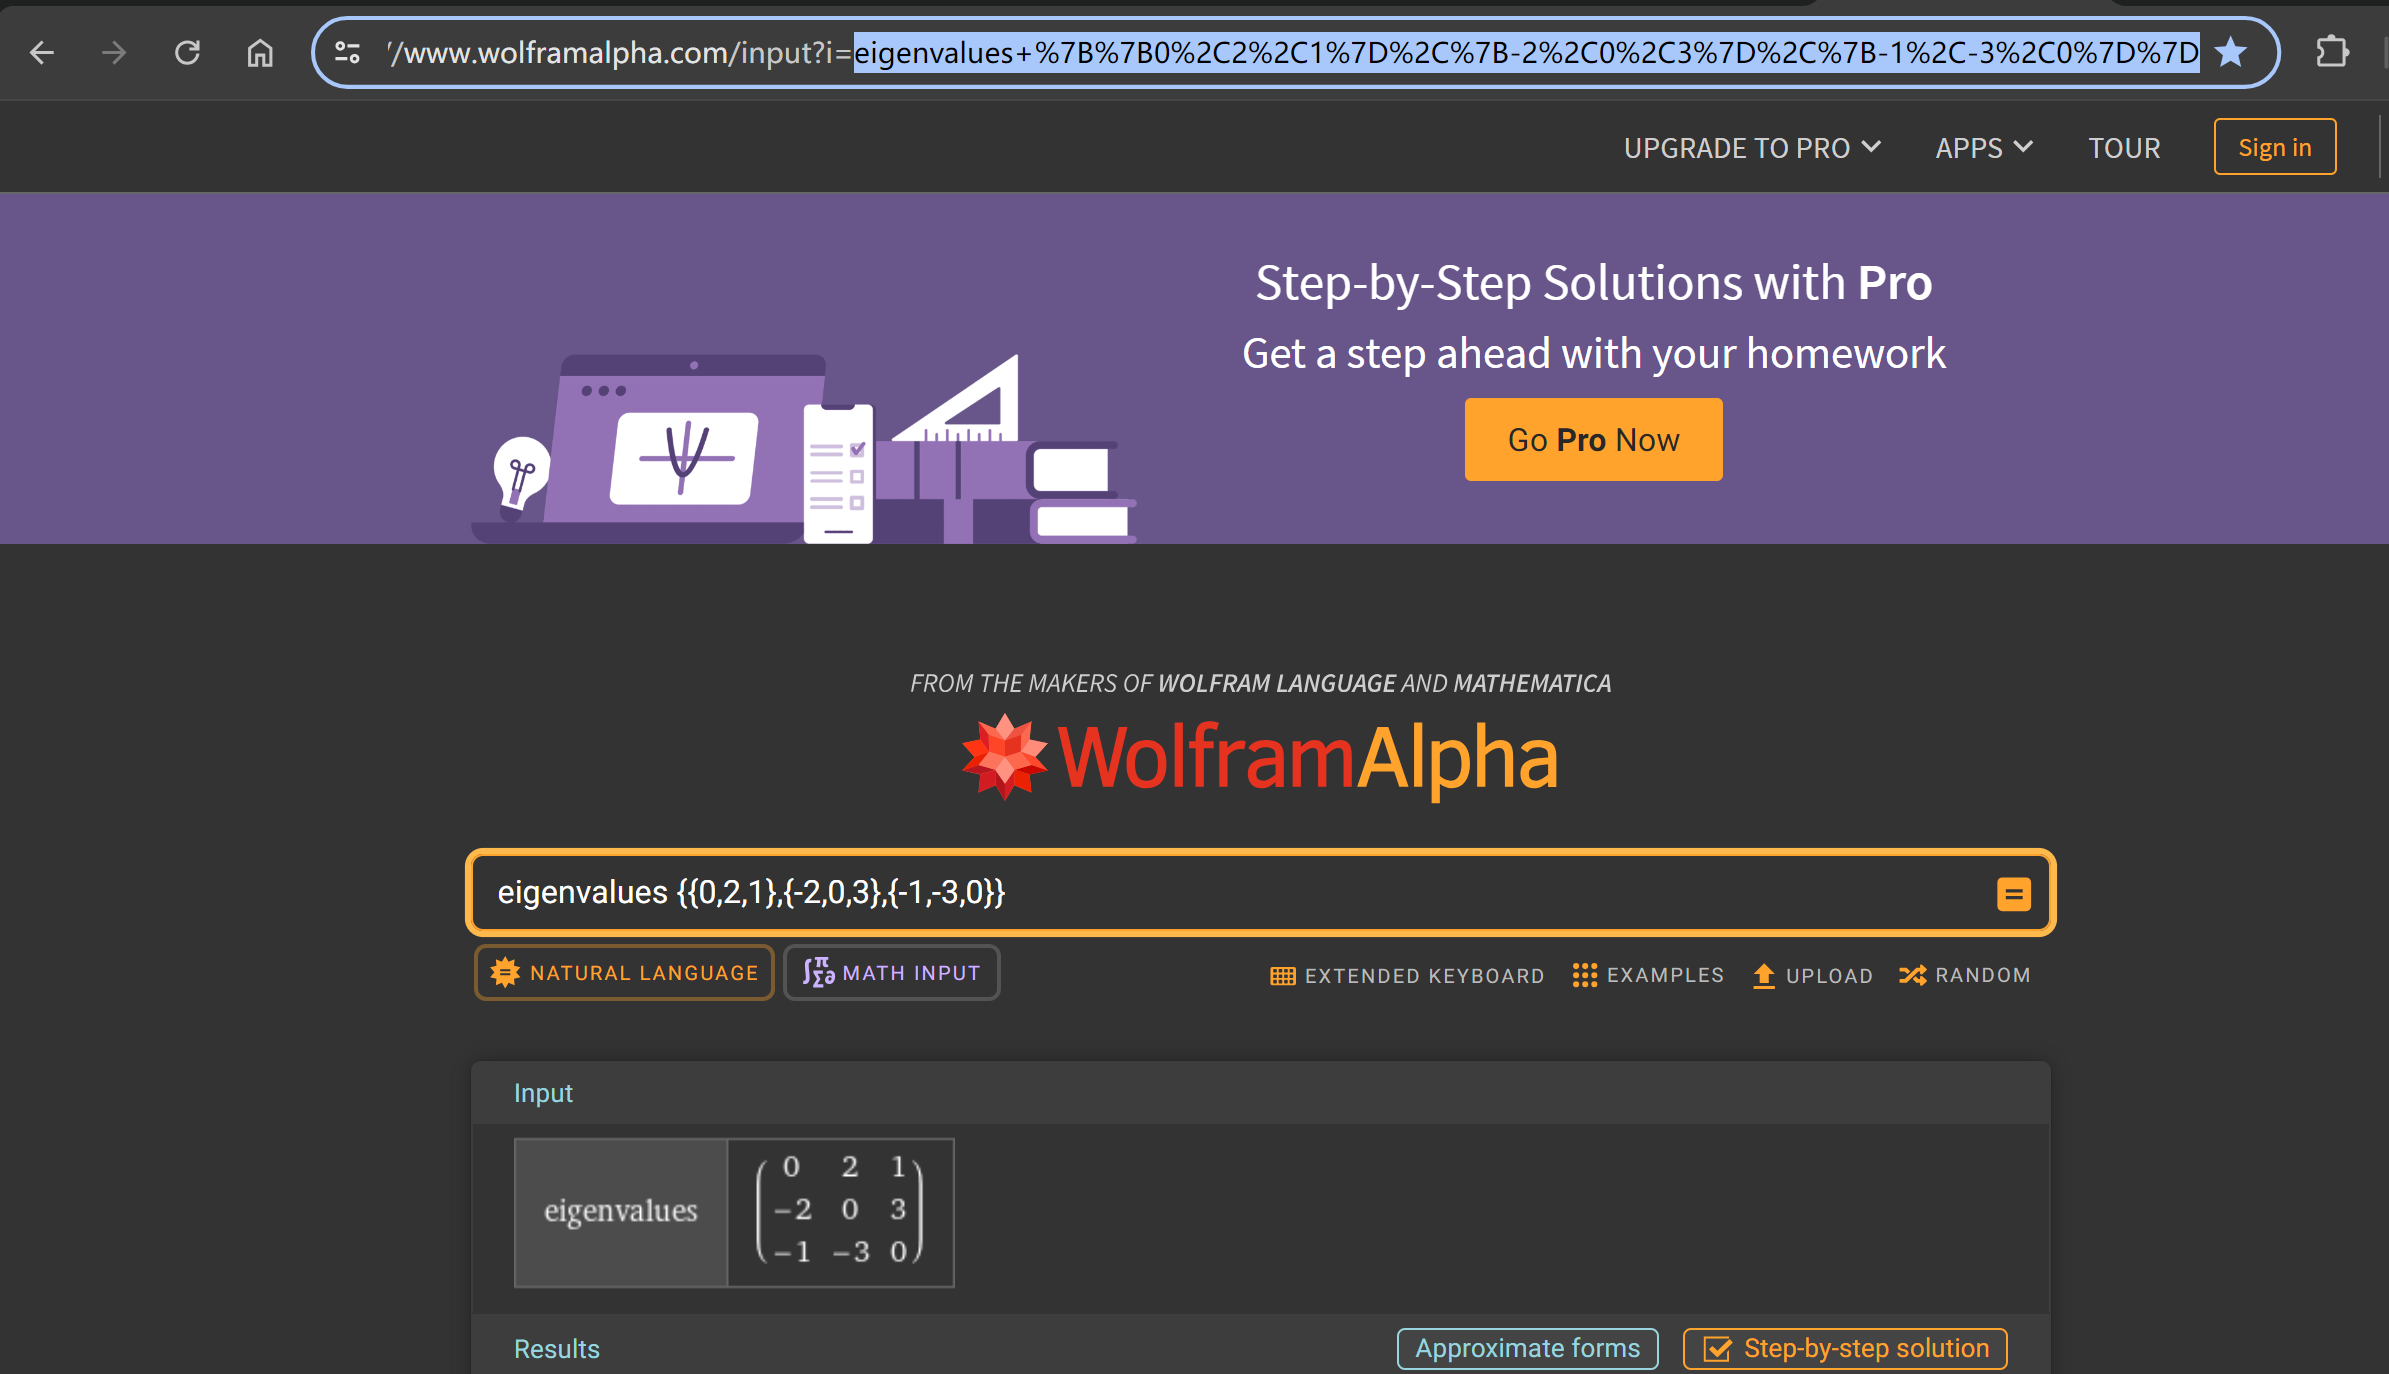 //www.wolframalpha.com/input?i=eigenvalues+%7B%7B0%2C2%2C1%7D%2C%7B-2%2C0%2C3%7D%2C%7B-1%2C-3%2C0%7D%7D
UPGRADE TO PRO APPS TOUR Sign in
Step-by-Step Solutions with Pro
Get a step ahead with your homework
Go Pro Now
FROM THE MAKERS OF WOLFRAM LANGUAGE AND MATHEMATICA
WolframAlpha
eigenvalues {{0,2,1},{-2,0,3},{-1,-3,0}} =
NATURAL LANGUAGE MATH INPUT EXTENDED KEYBOARD EXAMPLES UPLOAD RANDOM
Input
0 2 1
eigenvalues −2 0 3
−1 −3 0
Results Approximate forms Step-by-step solution